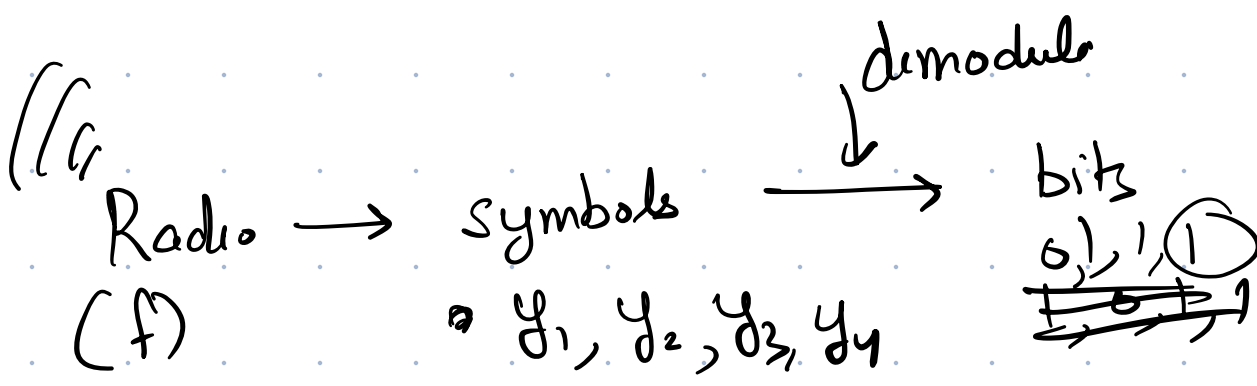 demodula
Radio → symbols → bits
0, 1, 1, 1
(f) y₁, y₂, y₃, y₄